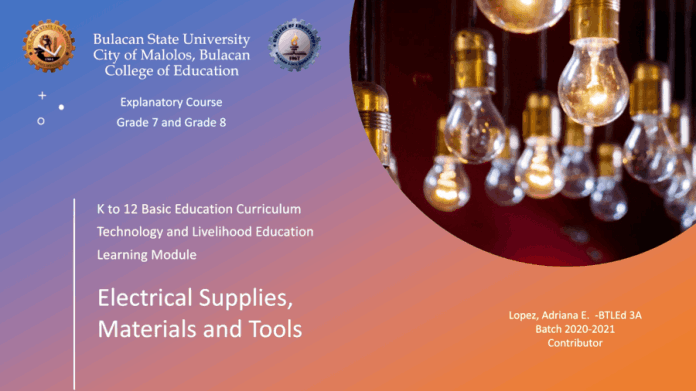 Bulacan State University
City of Malolos, Bulacan
College of Education
Explanatory Course
Grade 7 and Grade 8
K to 12 Basic Education Curriculum
Technology and Livelihood Education
Learning Module
Electrical Supplies,
Materials and Tools
Lopez, Adriana E.  -BTLEd 3A
Batch 2020-2021
Contributor